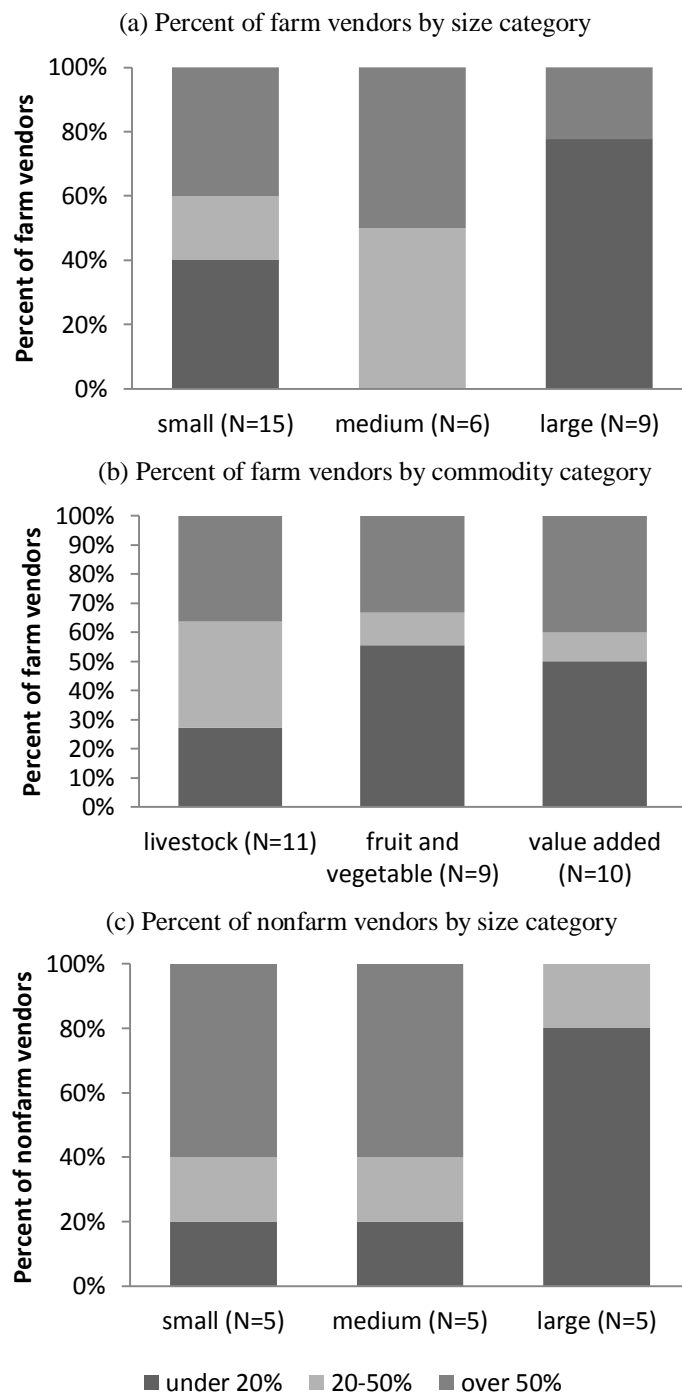 (a) Percent of farm vendors by size category
Percent of farm vendors
100%
80%
60%
40%
20%
0%
small (N=15) medium (N=6) large (N=9)
(b) Percent of farm vendors by commodity category
Percent of farm vendors
100%
90%
80%
70%
60%
50%
40%
30%
20%
10%
0%
livestock (N=11) fruit and value added
vegetable (N=9) (N=10)
(c) Percent of nonfarm vendors by size category
Percent of nonfarm vendors
100%
80%
60%
40%
20%
0%
small (N=5) medium (N=5) large (N=5)
under 20% 20-50% over 50%